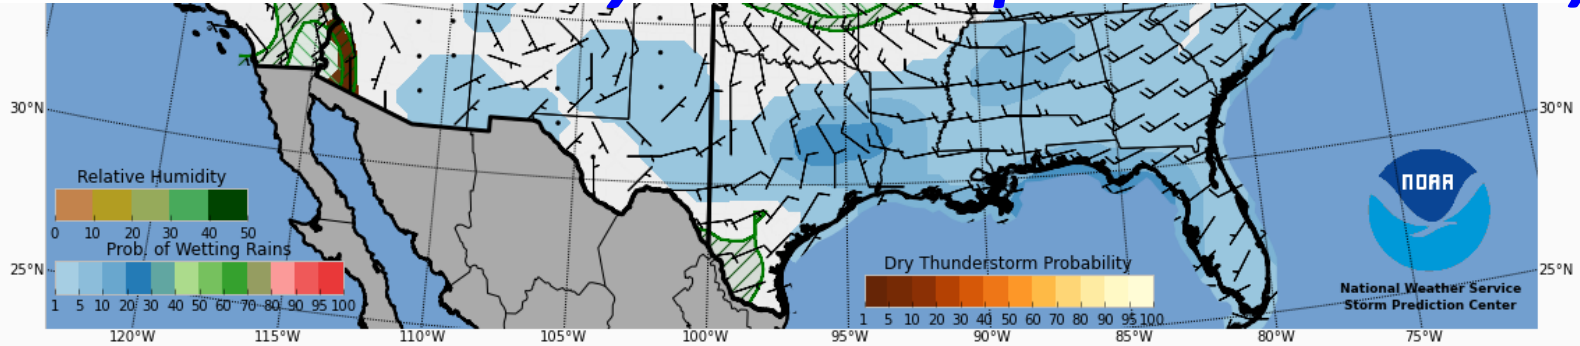 30°N
30°N
Relative Humidity
0 10 20 30 40 50
Prob. of Wetting Rains
1 5 10 20 30 40 50 60 70 80 90 95 100
25°N
25°N
Dry Thunderstorm Probability
1 5 10 20 30 40 50 60 70 80 90 95 100
NOAA
National Weather Service
Storm Prediction Center
120°W 115°W 110°W 105°W 100°W 95°W 90°W 85°W 80°W 75°W